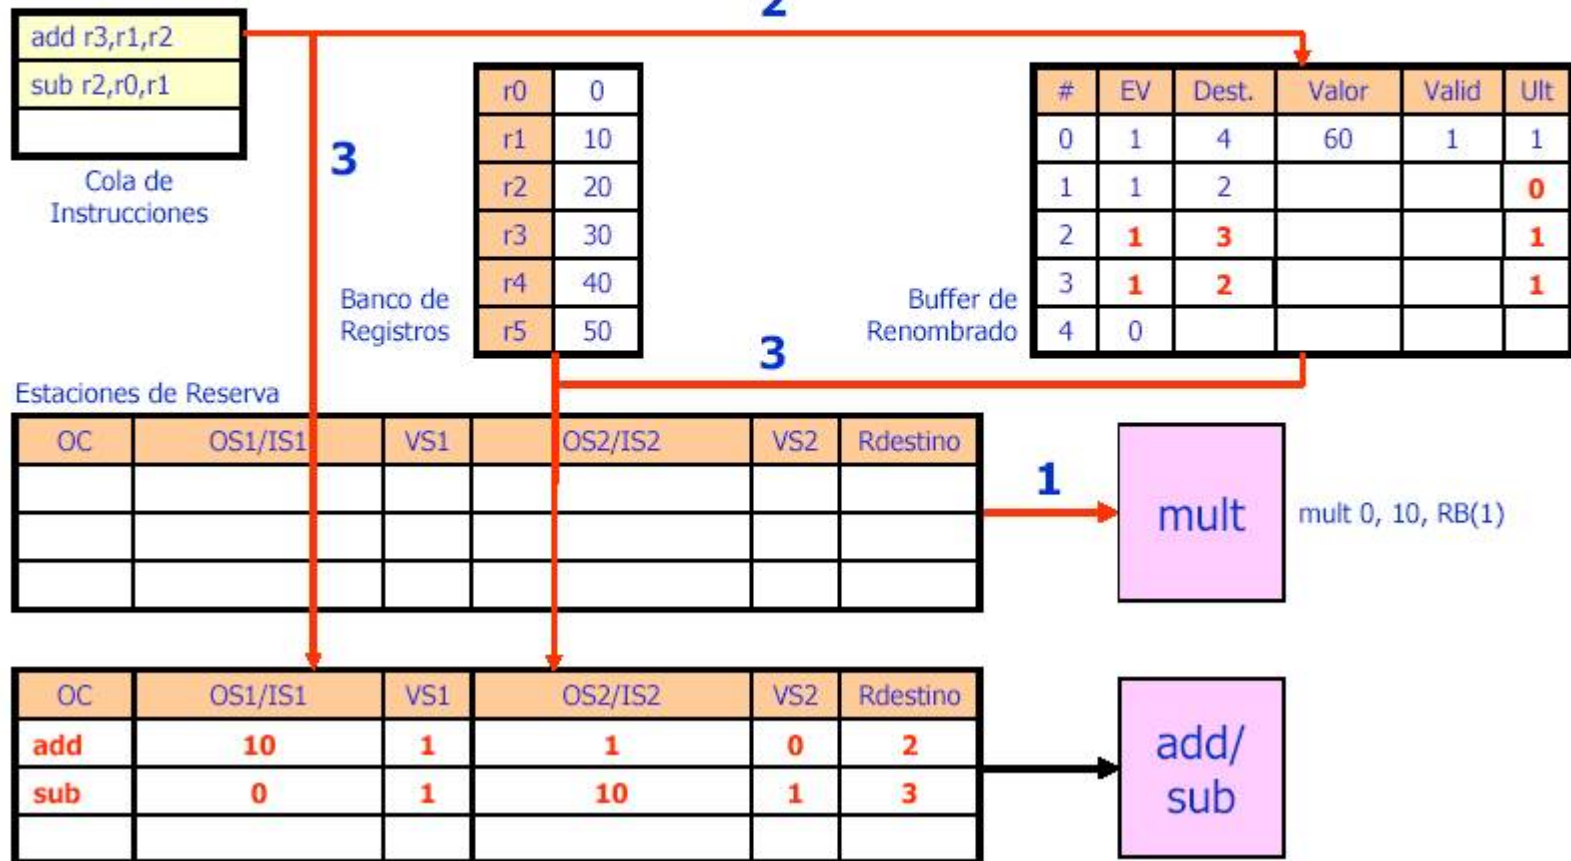 2
add r3,r1,r2
sub r2,r0,r1
Cola de
Instrucciones
3
r0 0
r1 10
r2 20
r3 30
r4 40
r5 50
Banco de
Registros
# EV Dest. Valor Valid Ult
0 1 4 60 1 1
1 1 2 0
2 1 3 1
3 1 2 1
4 0
Buffer de
Renombrado
3
Estaciones de Reserva
OC OS1/IS1 VS1 OS2/IS2 VS2 Rdestino
1
mult
mult 0, 10, RB(1)
OC OS1/IS1 VS1 OS2/IS2 VS2 Rdestino
add 10 1 1 0 2
sub 0 1 10 1 3
add/
sub